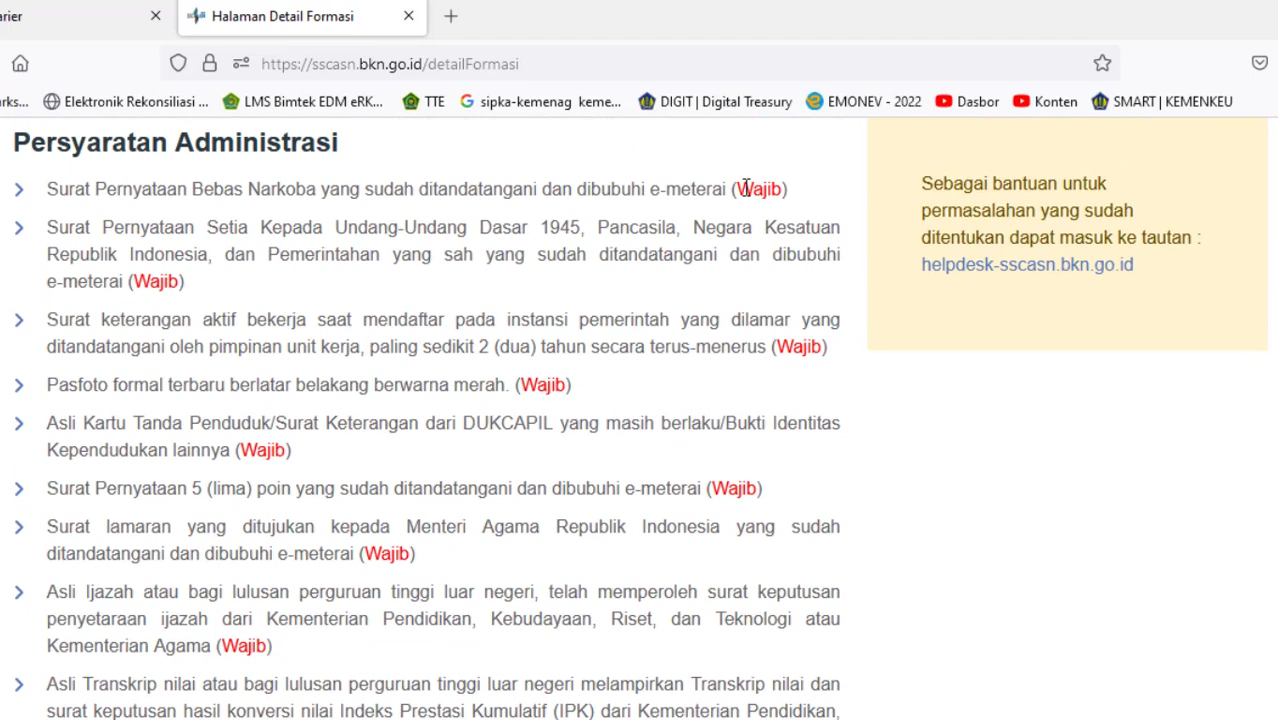 arier
Halaman Detail Formasi
https://sscasn.bkn.go.id/detailFormasi
rks...
Elektronik Rekonsiliasi ...
LMS Bimtek EDM eRK...
TTE
sipka-kemenag keme...
DIGIT | Digital Treasury
EMONEV - 2022
Dasbor
Konten
SMART | KEMENKEU
Persyaratan Administrasi
Surat Pernyataan Bebas Narkoba yang sudah ditandatangani dan dibubuhi e-meterai (Wajib)
Surat Pernyataan Setia Kepada Undang-Undang Dasar 1945, Pancasila, Negara Kesatuan
Republik Indonesia, dan Pemerintahan yang sah yang sudah ditandatangani dan dibubuhi
e-meterai (Wajib)
Surat keterangan aktif bekerja saat mendaftar pada instansi pemerintah yang dilamar yang
ditandatangani oleh pimpinan unit kerja, paling sedikit 2 (dua) tahun secara terus-menerus (Wajib)
Pasfoto formal terbaru berlatar belakang berwarna merah. (Wajib)
Asli Kartu Tanda Penduduk/Surat Keterangan dari DUKCAPIL yang masih berlaku/Bukti Identitas
Kependudukan lainnya (Wajib)
Surat Pernyataan 5 (lima) poin yang sudah ditandatangani dan dibubuhi e-meterai (Wajib)
Surat lamaran yang ditujukan kepada Menteri Agama Republik Indonesia yang sudah
ditandatangani dan dibubuhi e-meterai (Wajib)
Asli Ijazah atau bagi lulusan perguruan tinggi luar negeri, telah memperoleh surat keputusan
penyetaraan ijazah dari Kementerian Pendidikan, Kebudayaan, Riset, dan Teknologi atau
Kementerian Agama (Wajib)
Asli Transkrip nilai atau bagi lulusan perguruan tinggi luar negeri melampirkan Transkrip nilai dan
surat keputusan hasil konversi nilai Indeks Prestasi Kumulatif (IPK) dari Kementerian Pendidikan,
Sebagai bantuan untuk
permasalahan yang sudah
ditentukan dapat masuk ke tautan :
helpdesk-sscasn.bkn.go.id